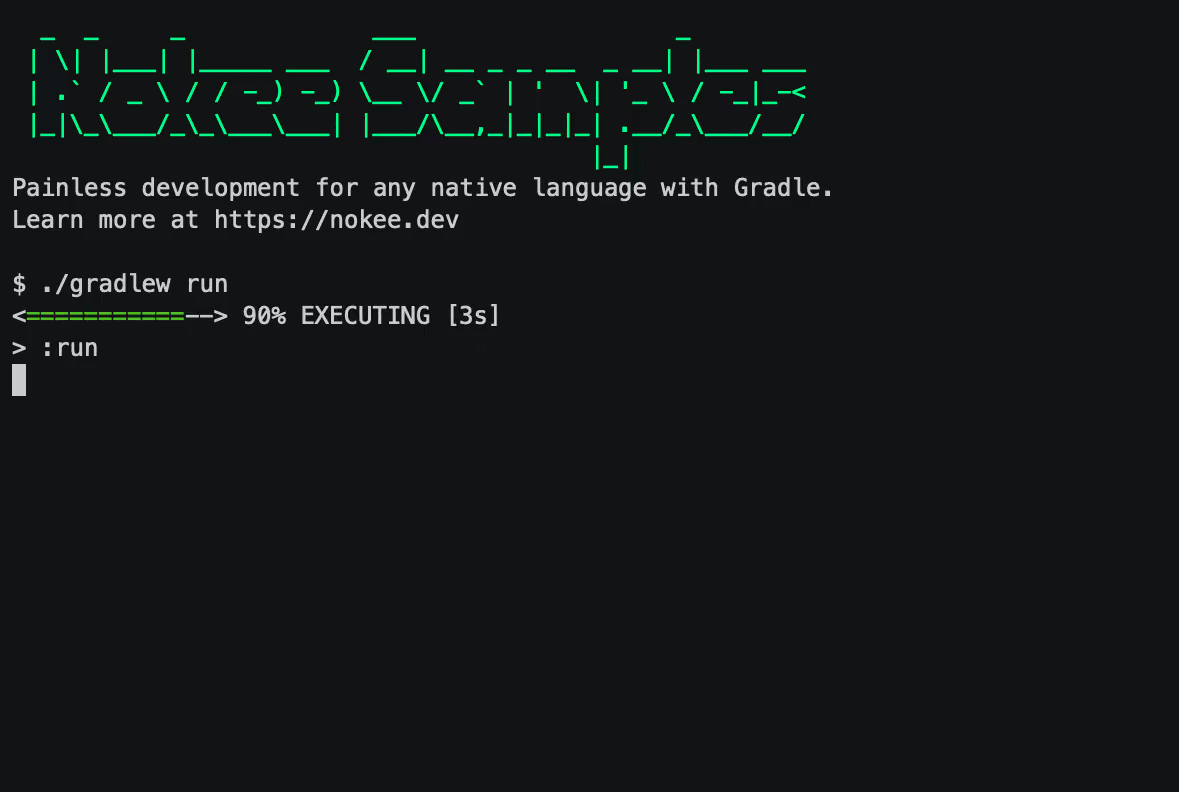 Nokee Samples
Painless development for any native language with Gradle.
Learn more at https://nokee.dev
$ ./gradlew run
<===========--> 90% EXECUTING [3s]
> :run